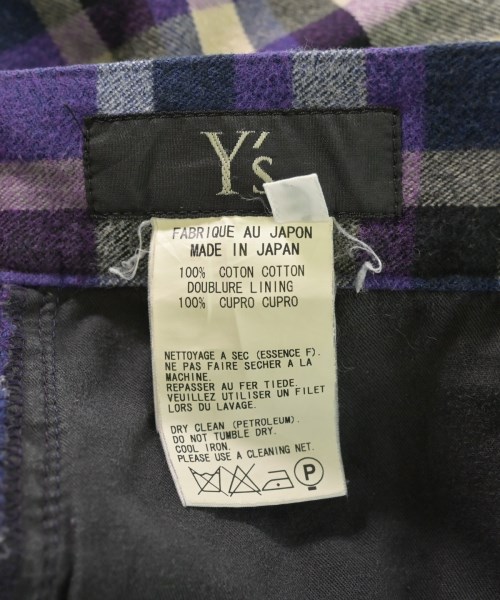 Y's
FABRIQUE AU JAPON
MADE IN JAPAN
100% COTON COTTON
DOUBLURE LINING
100% CUPRO CUPRO
NETTOYAGE A SEC (ESSENCE F).
NE PAS FAIRE SECHER A LA
MACHINE.
REPASSER AU FER TIEDE.
VEUILLEZ UTILISER UN FILET
LORS DU LAVAGE.
DRY CLEAN (PETROLEUM).
DO NOT TUMBLE DRY.
COOL IRON.
PLEASE USE A CLEANING NET.
P